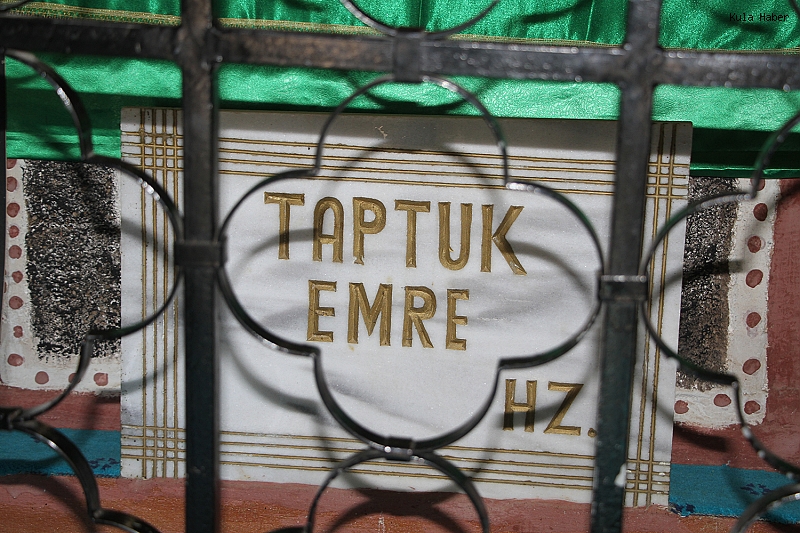 Kula Haber
TAPTUK
EMRE
HZ.